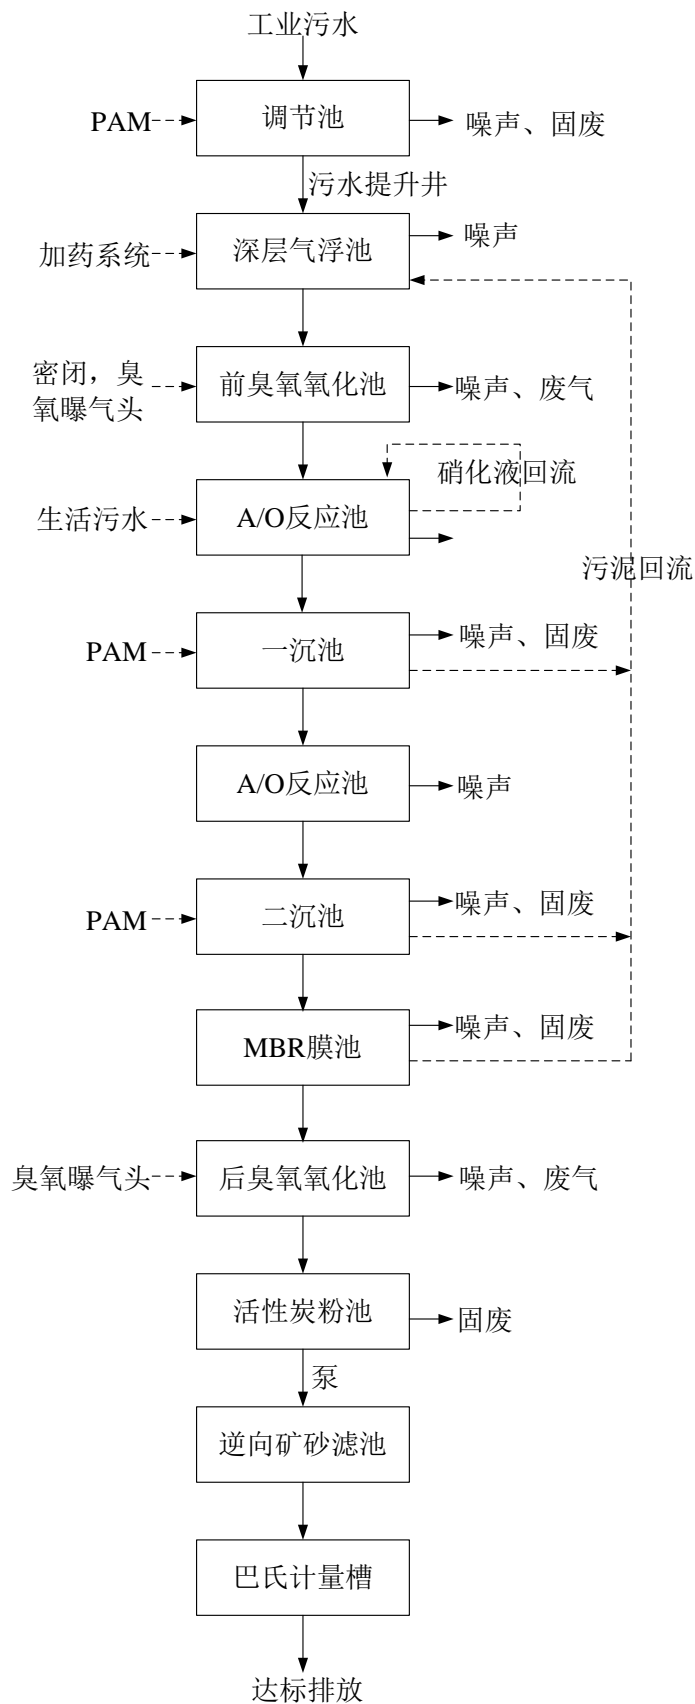 工业污水
PAM
调节池
噪声、固废
污水提升井
加药系统
深层气浮池
噪声
密闭，臭
氧曝气头
前臭氧氧化池
噪声、废气
硝化液回流
生活污水
A/O反应池
污泥回流
PAM
一沉池
噪声、固废
A/O反应池
噪声
PAM
二沉池
噪声、固废
MBR膜池
噪声、固废
臭氧曝气头
后臭氧氧化池
噪声、废气
活性炭粉池
固废
泵
逆向矿砂滤池
巴氏计量槽
达标排放